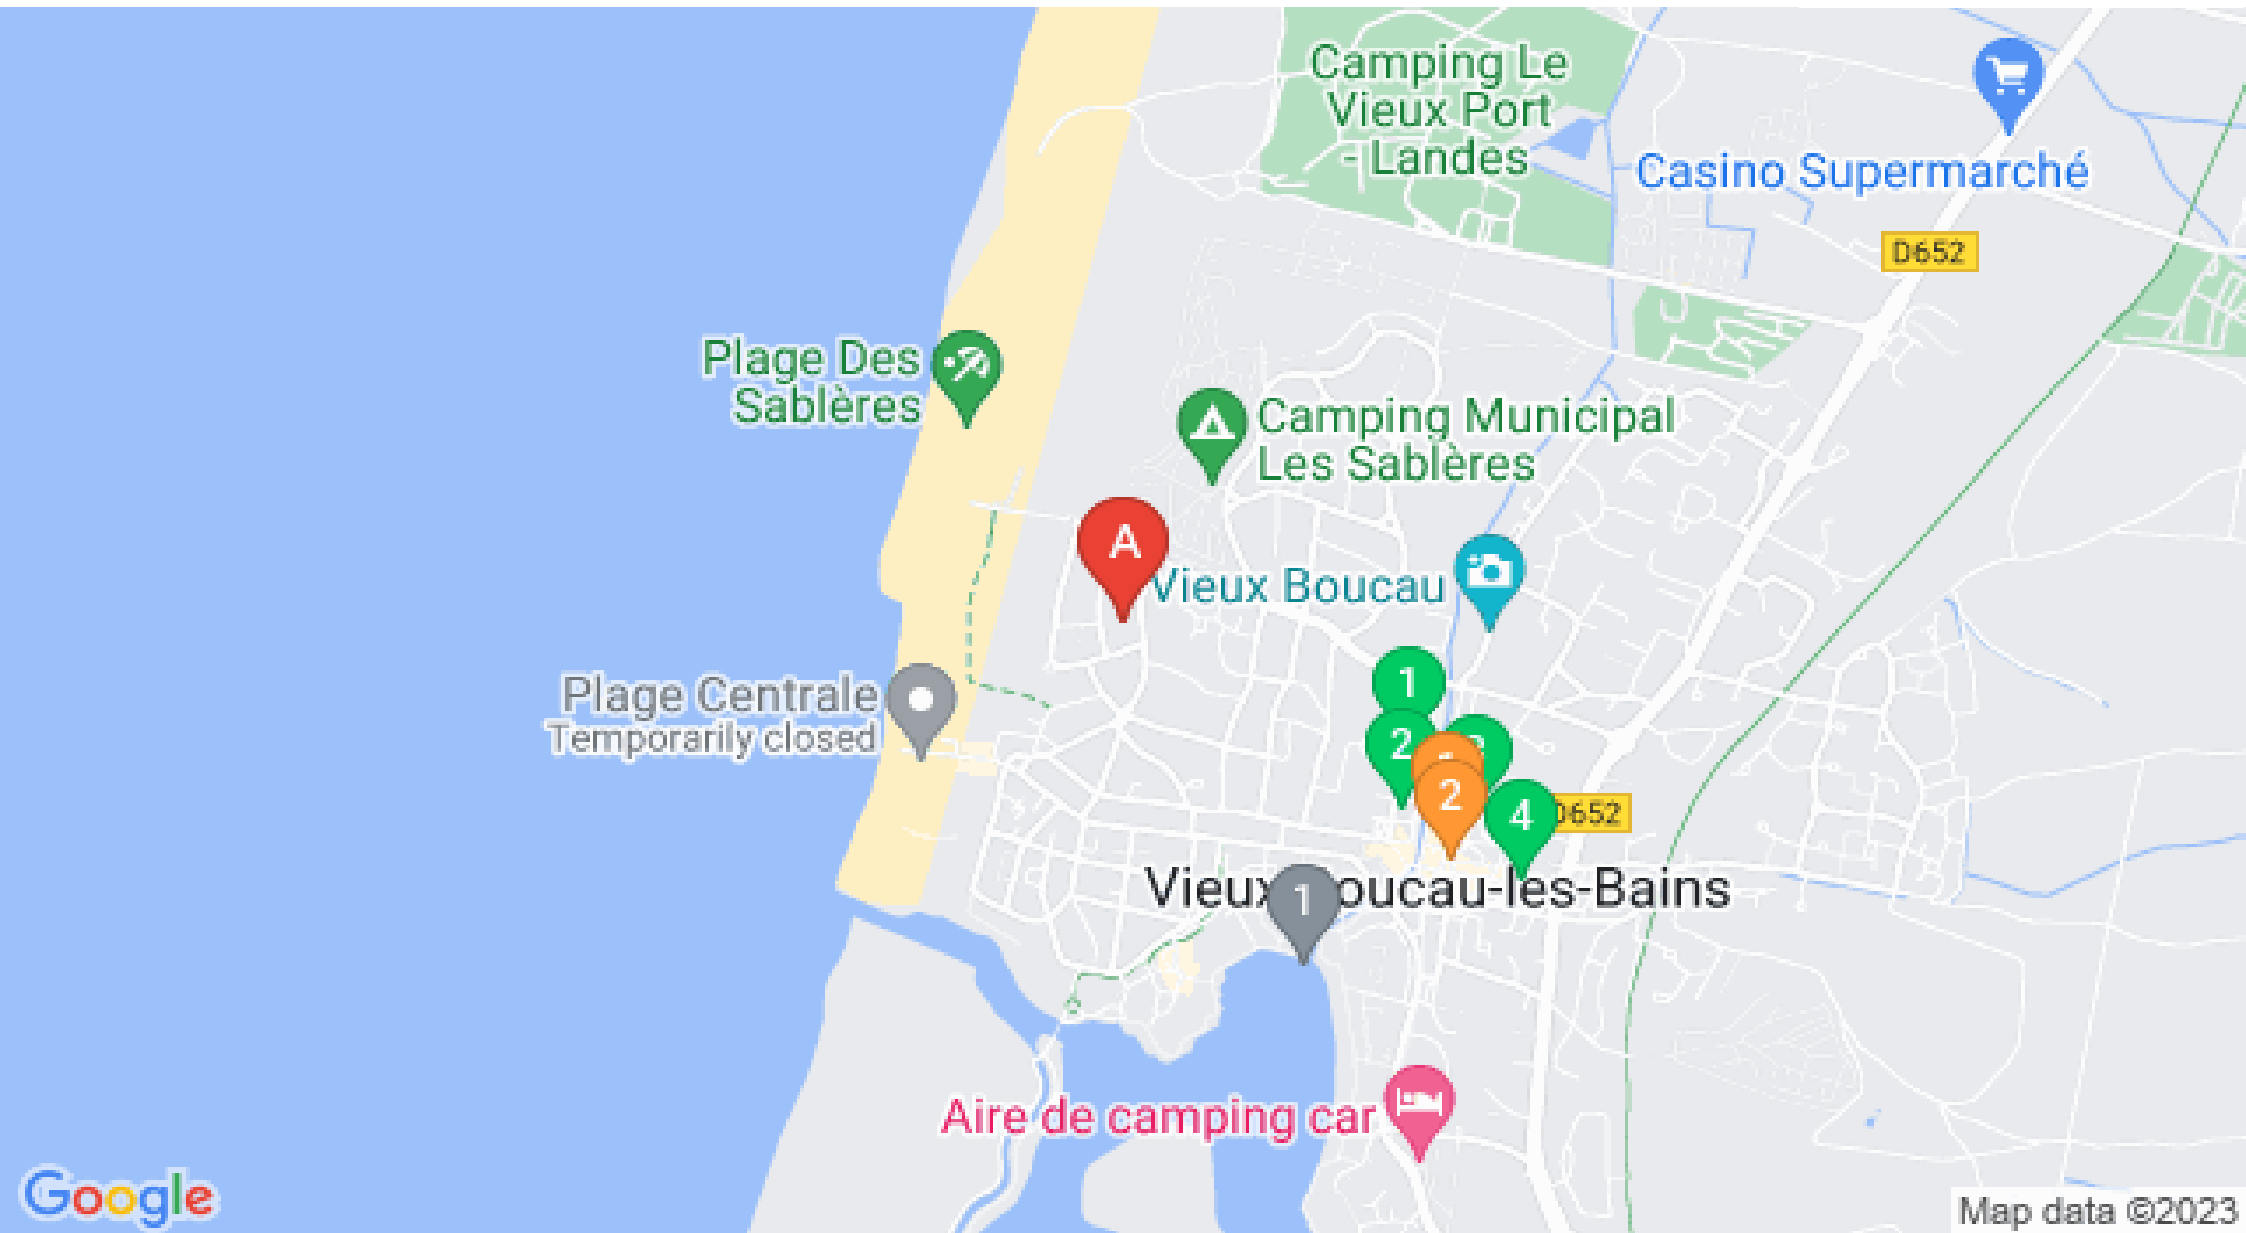 Camping Le
Vieux Port
- Landes
Casino Supermarché
D652
Plage Des
Sablères
Camping Municipal
Les Sablères
A
Vieux Boucau
1
Plage Centrale
Temporarily closed
2
2
4
D652
Vieux-Boucau-les-Bains
1
Aire de camping car
Google
Map data ©2023